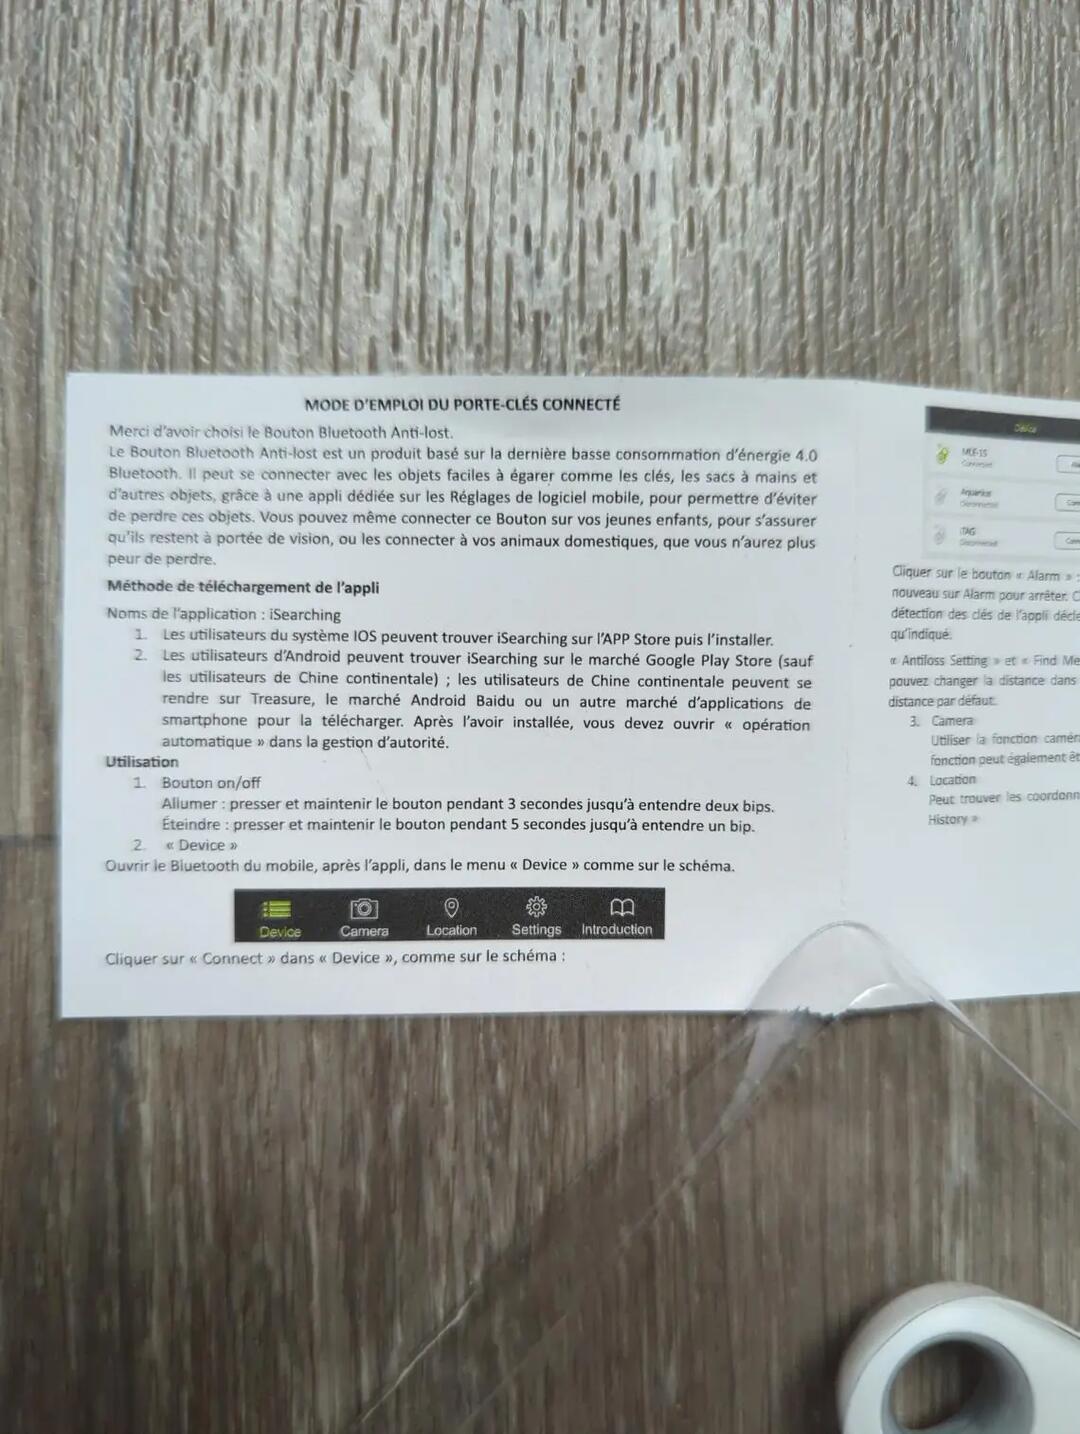 MODE D'EMPLOI DU PORTE-CLÉS CONNECTÉ
Merci d'avoir choisi le Bouton Bluetooth Anti-lost.
Le Bouton Bluetooth Anti-lost est un produit basé sur la dernière basse consommation d'énergie 4.0
Bluetooth. Il peut se connecter avec les objets faciles à égarer comme les clés, les sacs à mains et
d'autres objets, grâce à une appli dédiée sur les Réglages de logiciel mobile, pour permettre d'éviter
de perdre ces objets. Vous pouvez même connecter ce Bouton sur vos jeunes enfants, pour s'assurer
qu'ils restent à portée de vision, ou les connecter à vos animaux domestiques, que vous n'aurez plus
peur de perdre.
Méthode de téléchargement de l'appli
Noms de l'application : iSearching
1. Les utilisateurs du système IOS peuvent trouver iSearching sur l'APP Store puis l'installer.
2. Les utilisateurs d'Android peuvent trouver iSearching sur le marché Google Play Store (sauf
les utilisateurs de Chine continentale) ; les utilisateurs de Chine continentale peuvent se
rendre sur Treasure, le marché Android Baidu ou un autre marché d'applications de
smartphone pour la télécharger. Après l'avoir installée, vous devez ouvrir « opération
automatique » dans la gestion d'autorité.
Utilisation
1. Bouton on/off
Allumer : presser et maintenir le bouton pendant 3 secondes jusqu'à entendre deux bips.
Éteindre : presser et maintenir le bouton pendant 5 secondes jusqu'à entendre un bip.
2. « Device »
Ouvrir le Bluetooth du mobile, après l'appli, dans le menu « Device » comme sur le schéma.
Device Camera Location Settings Introduction
Cliquer sur « Connect » dans « Device », comme sur le schéma :
Device
MLE-15
Connected
Aquarius
Disconnected
iTAG
Disconnected
Cliquer sur le bouton « Alarm » :
nouveau sur Alarm pour arrêter.
détection des clés de l'appli
qu'indiqué.
« Antiloss Setting » et « Find Me
pouvez changer la distance dans
distance par défaut.
3. Camera
Utiliser la fonction
fonction peut également
4. Location
Peut trouver les
History »